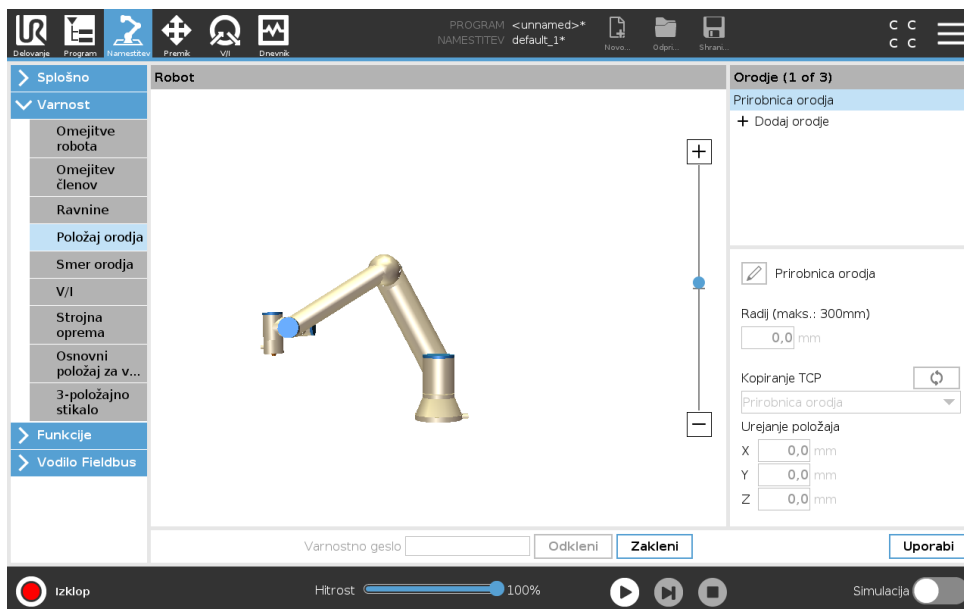 PROGRAM <unnamed>*
NAMESTITEV default_1*
Delovanje
Program
Namestitev
Premik
V/I
Dnevnik
Novo...
Odpri...
Shrani...
C C
C C
Splošno
Varnost
Omejitve
robota
Omejitev
členov
Ravnine
Položaj orodja
Smer orodja
V/I
Strojna
oprema
Osnovni
položaj za v...
3-položajno
stikalo
Funkcije
Vodilo Fieldbus
Robot
Orodje (1 of 3)
Prirobnica orodja
+ Dodaj orodje
Prirobnica orodja
Radij (maks.: 300mm)
0,0 mm
Kopiranje TCP
Prirobnica orodja
Urejanje položaja
X 0,0 mm
Y 0,0 mm
Z 0,0 mm
Varnostno geslo
Odkleni
Zakleni
Uporabi
Izklop
Hitrost
100%
Simulacija